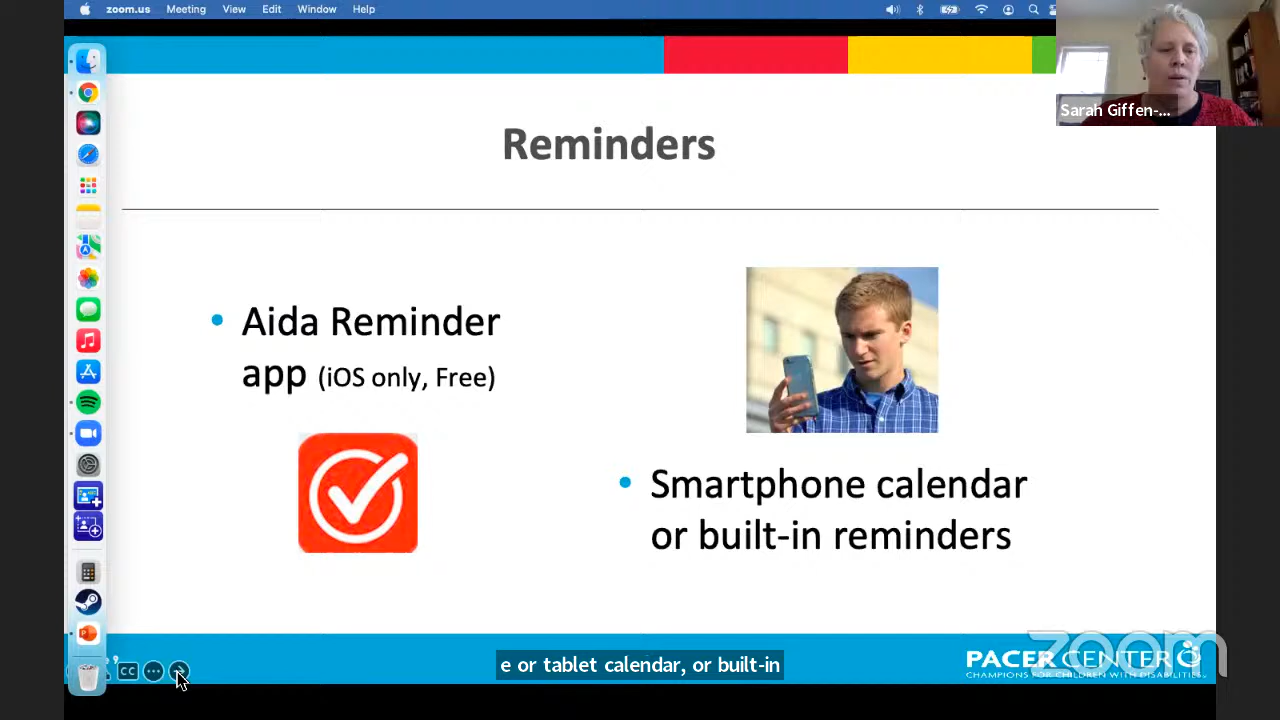 zoom.us Meeting View Edit Window Help
Sarah Giffen-...
Reminders
• Aida Reminder
app (iOS only, Free)
• Smartphone calendar
or built-in reminders
CC
e or tablet calendar, or built-in
PACER CENTER
CHAMPIONS FOR CHILDREN WITH DISABILITIES
zoom